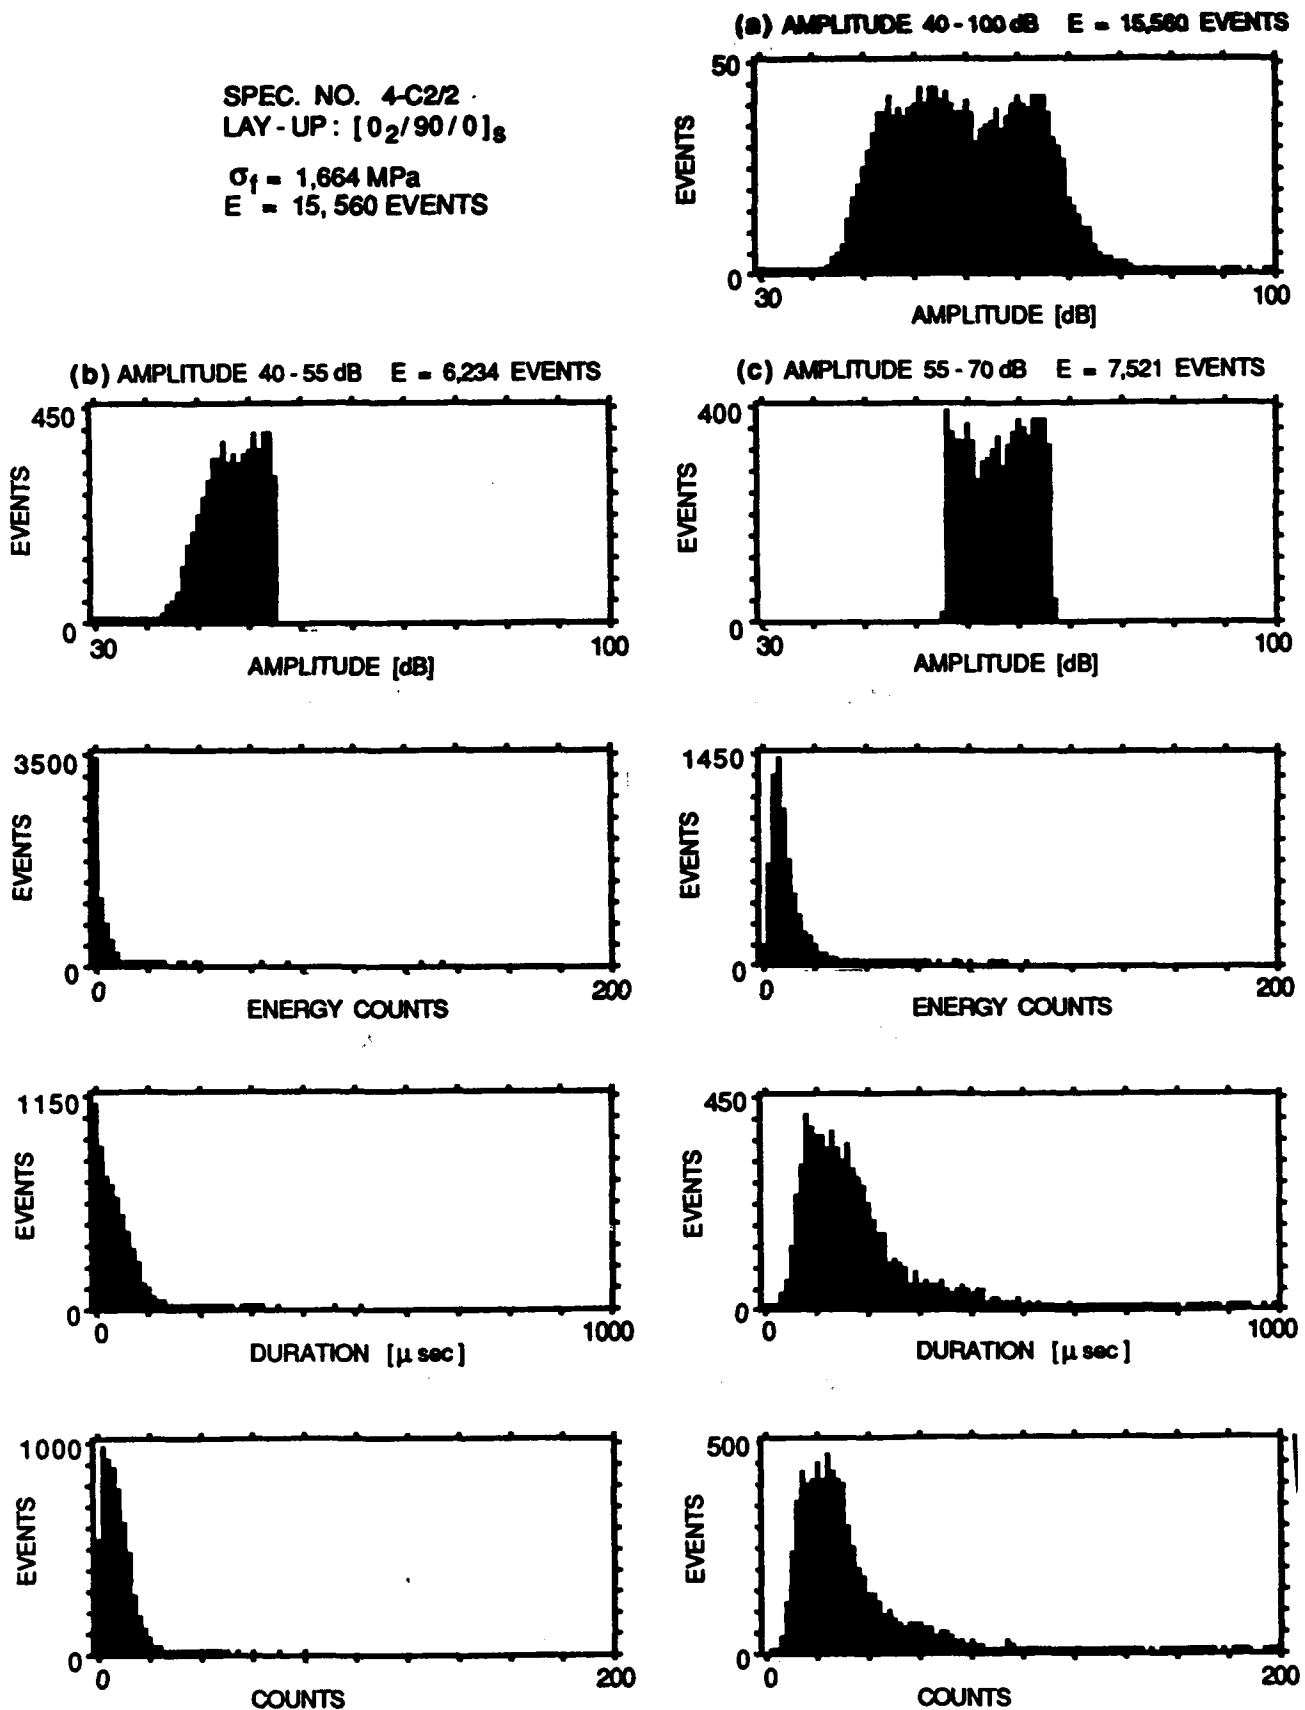 (a) AMPLITUDE 40-100 dB E = 15,560 EVENTS
SPEC. NO. 4-C2/2
LAY-UP: [0₂/90/0]s
σf = 1,664 MPa
E = 15,560 EVENTS
50
EVENTS
0
30
100
AMPLITUDE [dB]
(b) AMPLITUDE 40-55 dB E = 6,234 EVENTS
450
EVENTS
0
30
100
AMPLITUDE [dB]
(c) AMPLITUDE 55-70 dB E = 7,521 EVENTS
400
EVENTS
0
30
100
AMPLITUDE [dB]
3500
EVENTS
0
0
200
ENERGY COUNTS
1450
EVENTS
0
0
200
ENERGY COUNTS
1150
EVENTS
0
0
1000
DURATION [μ sec]
450
EVENTS
0
0
1000
DURATION [μ sec]
1000
EVENTS
0
0
200
COUNTS
500
EVENTS
0
0
200
COUNTS